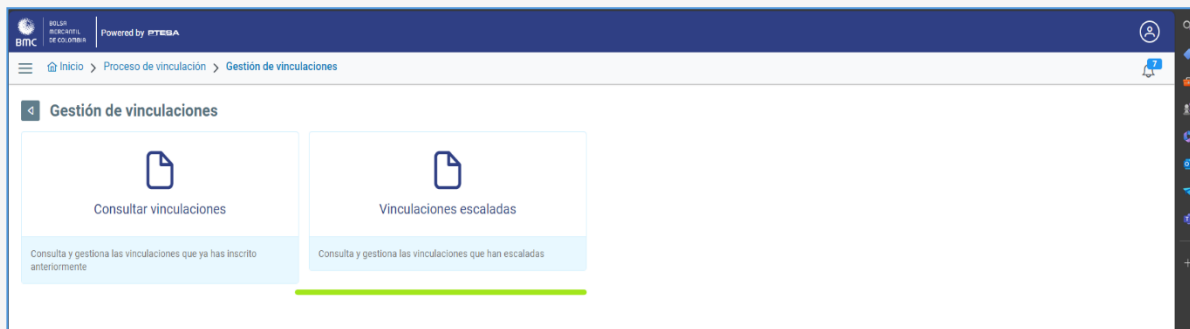 BOLSA
MERCANTIL
DE COLOMBIA
BMC
Powered by PTESA
Inicio > Proceso de vinculación > Gestión de vinculaciones
7
Gestión de vinculaciones
Consultar vinculaciones
Vinculaciones escaladas
Consulta y gestiona las vinculaciones que ya has inscrito
anteriormente
Consulta y gestiona las vinculaciones que han escaladas